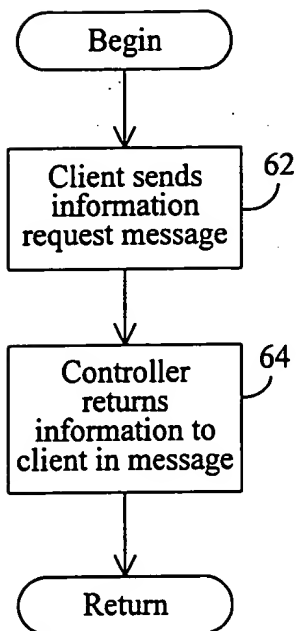 Begin
Client sends
information
request message
62
Controller
returns
information to
client in message
64
Return